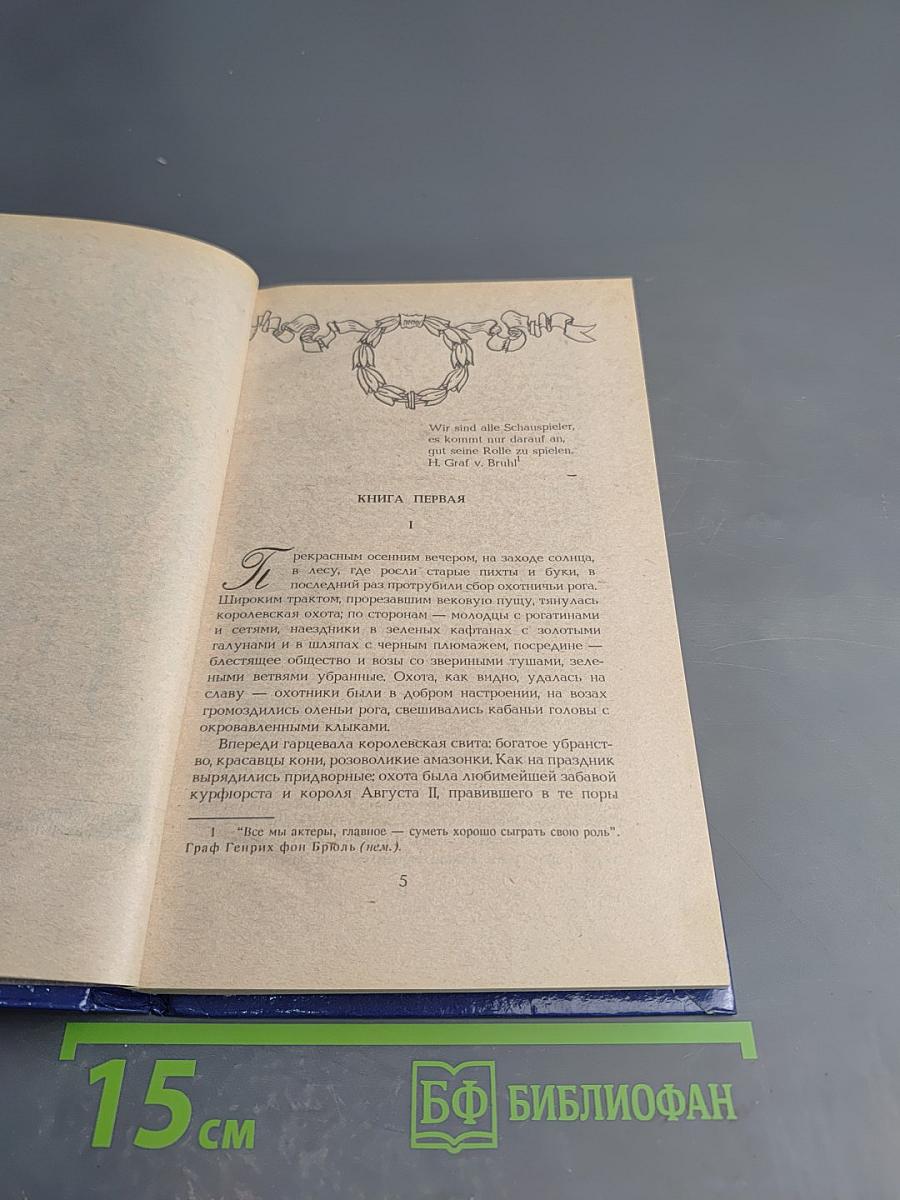 Wir sind alle Schauspieler,
es kommt nur darauf an,
gut seine Rolle zu spielen.
H. Graf v. Bruhl¹
КНИГА ПЕРВАЯ
I
Прекрасным осенним вечером, на заходе солнца,
в лесу, где росли старые пихты и буки, в
последний раз протрубили сбор охотничьи рога.
Широким трактом, прорезавшим вековую пущу, тянулась
королевская охота; по сторонам — молодцы с рогатинами
и сетями, наездники в зеленых кафтанах с золотыми
галунами и в шляпах с черным плюмажем, посредине —
блестящее общество и возы со звериными тушами, зеле-
ными ветвями убранные. Охота, как видно, удалась на
славу — охотники были в добром настроении, на возах
громоздились оленьи рога, свешивались кабаньи головы с
окровавленными клыками.
Впереди гарцевала королевская свита: богатое убранст-
во, красавцы кони, розоволикие амазонки. Как на праздник
вырядились придворные: охота была любимейшей забавой
курфюрста и короля Августа II, правившего в те поры
1 "Все мы актеры, главное — суметь хорошо сыграть свою роль".
Граф Генрих фон Брюль (нем.).
5
15 см
БФ БИБЛИОФАН